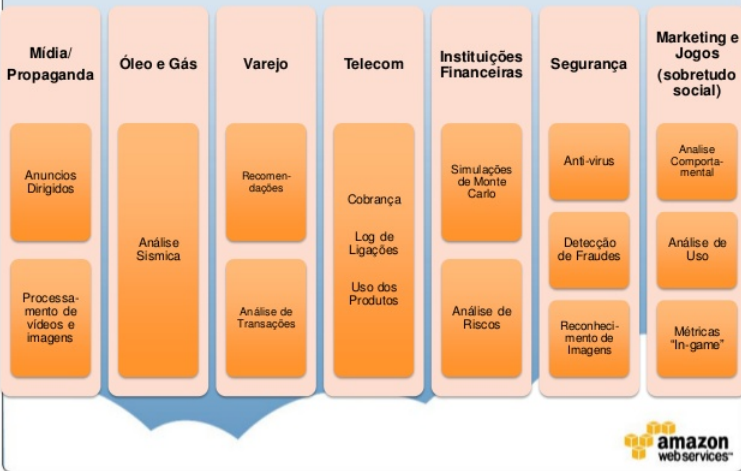 Mídia/
Propaganda
Anuncios
Dirigidos
Processa-
mento de
vídeos e
imagens
Óleo e Gás
Análise
Sismica
Varejo
Recomen-
dações
Análise de
Transações
Telecom
Cobrança
Log de
Ligações
Uso dos
Produtos
Instituições
Financeiras
Simulações
de Monte
Carlo
Análise de
Riscos
Segurança
Anti-virus
Detecção
de Fraudes
Reconheci-
mento de
Imagens
Marketing e
Jogos
(sobretudo
social)
Analise
Comporta-
mental
Análise de
Uso
Métricas
“In-game”
amazon
webservices™